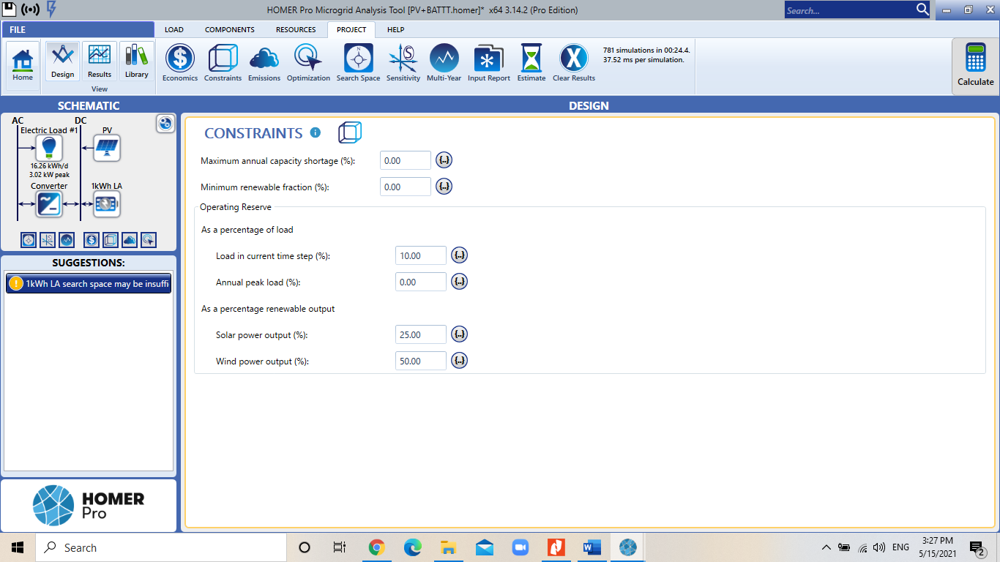 HOMER Pro Microgrid Analysis Tool [PV+BATTT.homer]* x64 3.14.2 (Pro Edition)
Search...
FILE
LOAD COMPONENTS RESOURCES PROJECT HELP
Home
Design
Results
Library
View
Economics
Constraints
Emissions
Optimization
N
Search Space
S
Sensitivity
Multi-Year
Input Report
Estimate
X
Clear Results
781 simulations in 00:24.4.
37.52 ms per simulation.
Calculate
SCHEMATIC
AC DC
Electric Load #1 PV
16.26 kWh/d
3.02 kW peak
Converter 1kWh LA
SUGGESTIONS:
! 1kWh LA search space may be insuffi
HOMER
Pro
DESIGN
CONSTRAINTS i
Maximum annual capacity shortage (%): 0.00 {..}
Minimum renewable fraction (%): 0.00 {..}
Operating Reserve
As a percentage of load
Load in current time step (%): 10.00 {..}
Annual peak load (%): 0.00 {..}
As a percentage renewable output
Solar power output (%): 25.00 {..}
Wind power output (%): 50.00 {..}
Search
W
ENG
3:27 PM
5/15/2021
2